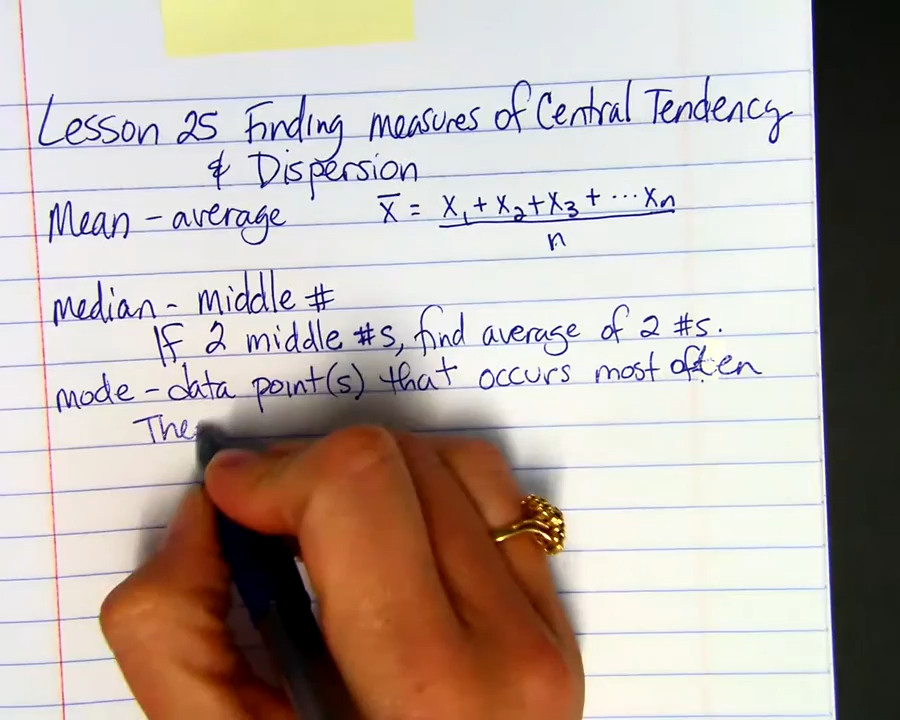 Lesson 25 Finding measures of Central Tendency
& Dispersion
Mean - average x̄ = x₁ + x₂ + x₃ + ... xₙ / n
median - middle #
If 2 middle #s, find average of 2 #s.
mode - data point(s) that occurs most often
The